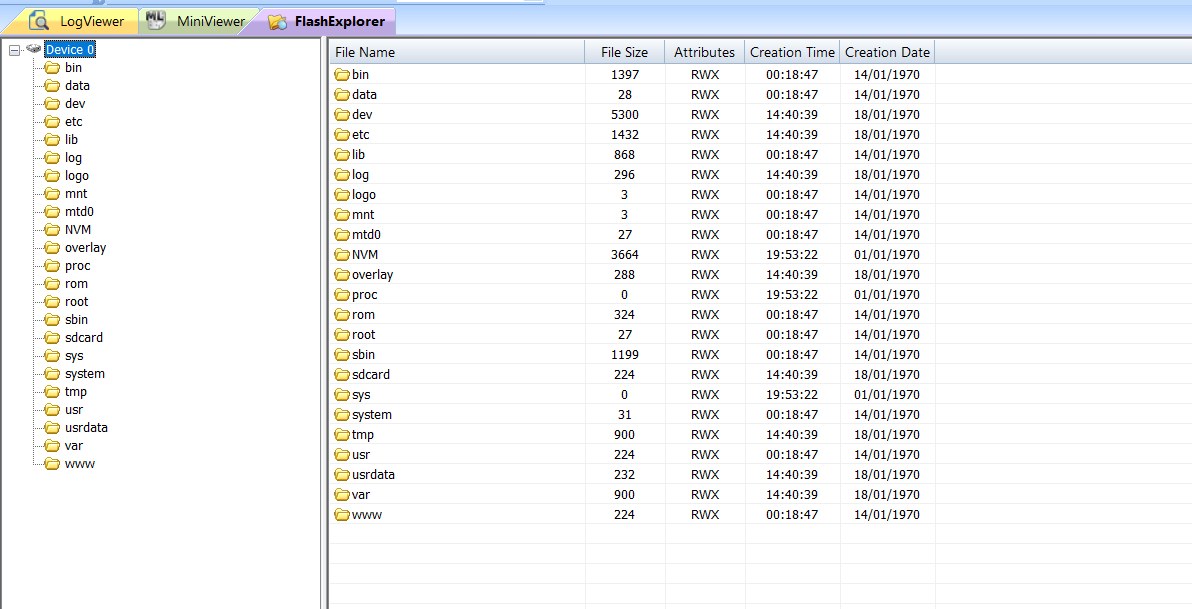 LogViewer MiniViewer FlashExplorer
Device 0
bin
data
dev
etc
lib
log
logo
mnt
mtd0
NVM
overlay
proc
rom
root
sbin
sdcard
sys
system
tmp
usr
usrdata
var
www
File Name File Size Attributes Creation Time Creation Date
bin 1397 RWX 00:18:47 14/01/1970
data 28 RWX 00:18:47 14/01/1970
dev 5300 RWX 14:40:39 18/01/1970
etc 1432 RWX 14:40:39 18/01/1970
lib 868 RWX 00:18:47 14/01/1970
log 296 RWX 14:40:39 18/01/1970
logo 3 RWX 00:18:47 14/01/1970
mnt 3 RWX 00:18:47 14/01/1970
mtd0 27 RWX 00:18:47 14/01/1970
NVM 3664 RWX 19:53:22 01/01/1970
overlay 288 RWX 14:40:39 18/01/1970
proc 0 RWX 19:53:22 01/01/1970
rom 324 RWX 00:18:47 14/01/1970
root 27 RWX 00:18:47 14/01/1970
sbin 1199 RWX 00:18:47 14/01/1970
sdcard 224 RWX 14:40:39 18/01/1970
sys 0 RWX 19:53:22 01/01/1970
system 31 RWX 00:18:47 14/01/1970
tmp 900 RWX 14:40:39 18/01/1970
usr 224 RWX 00:18:47 14/01/1970
usrdata 232 RWX 14:40:39 18/01/1970
var 900 RWX 14:40:39 18/01/1970
www 224 RWX 00:18:47 14/01/1970